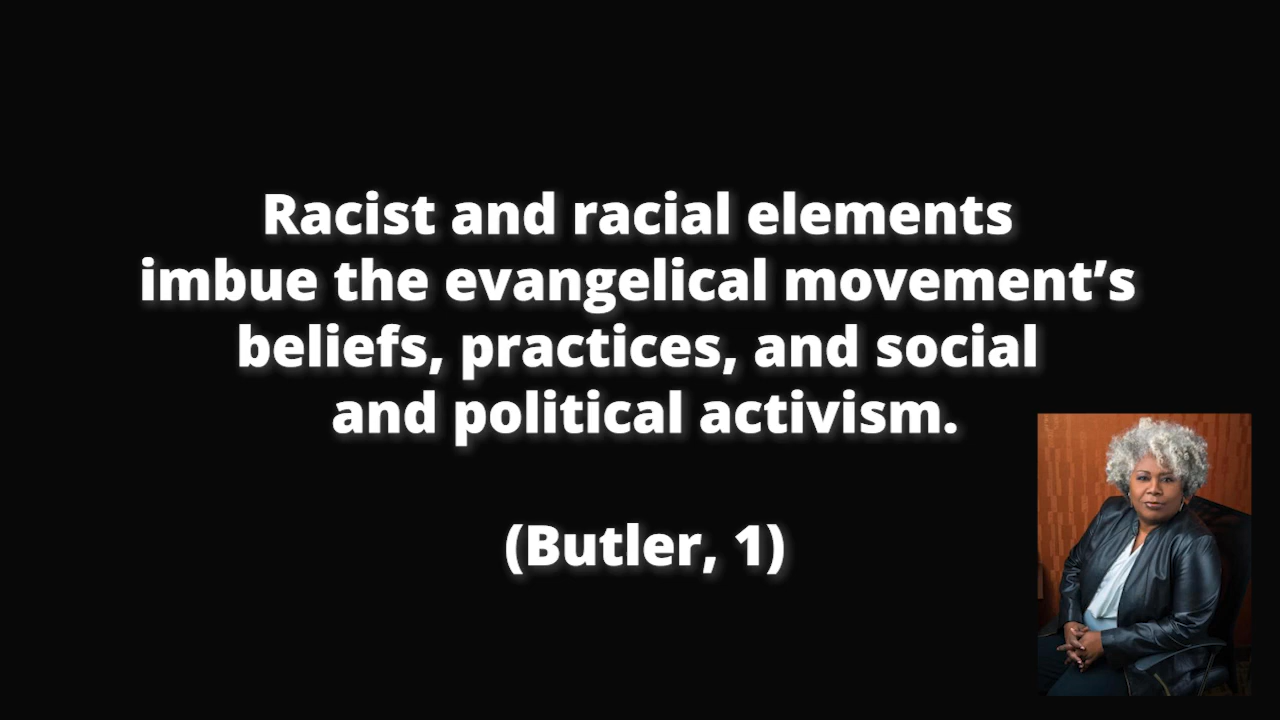 Racist and racial elements
imbue the evangelical movement’s
beliefs, practices, and social
and political activism.
(Butler, 1)